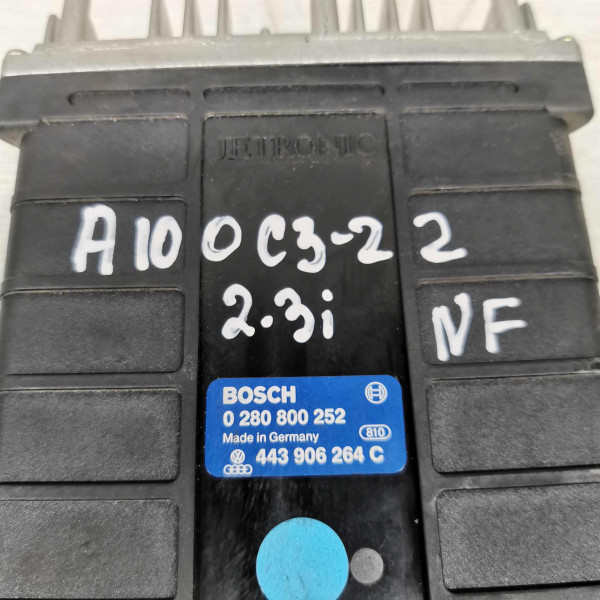 JETRONIC
A100C3-22
2.3i NF
BOSCH
0 280 800 252
Made in Germany 810
443 906 264 C